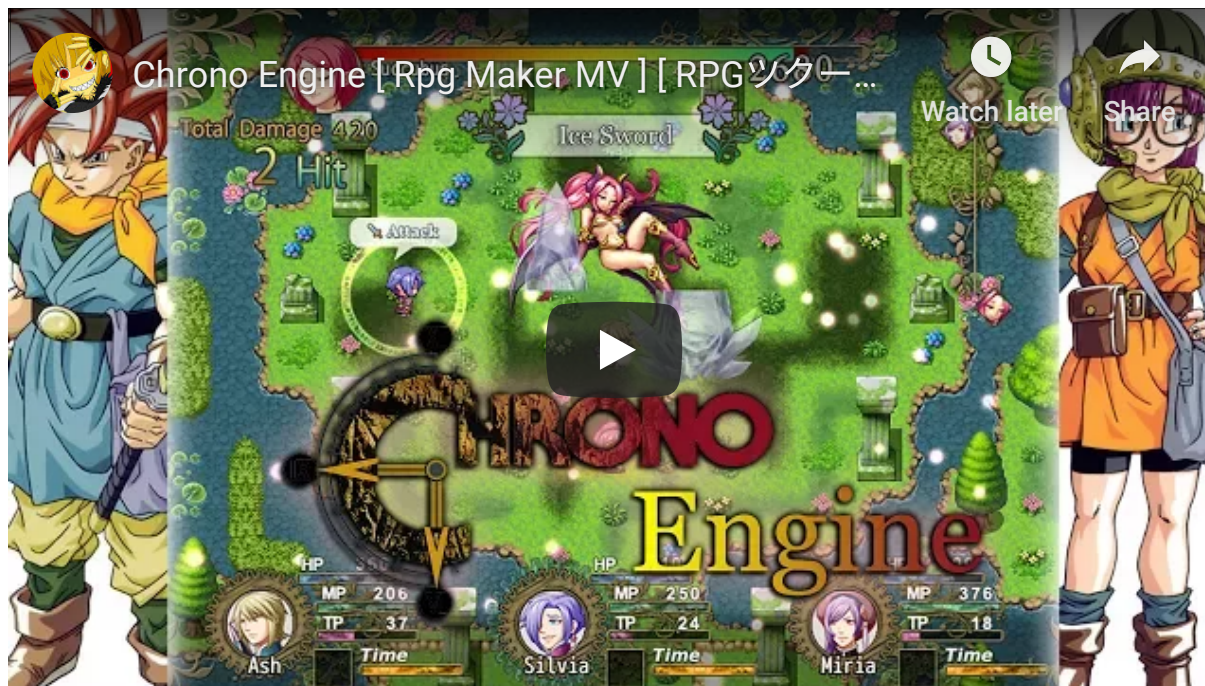 Chrono Engine [ Rpg Maker MV ] [ RPGツクー...
Watch later
Share
Total Damage 420
2 Hit
Ice Sword
Attack
CHRONO
Engine
HP
MP 206
TP 37
Time
Ash
HP
MP 250
TP 24
Time
Silvia
MP 376
TP 18
Time
Miria